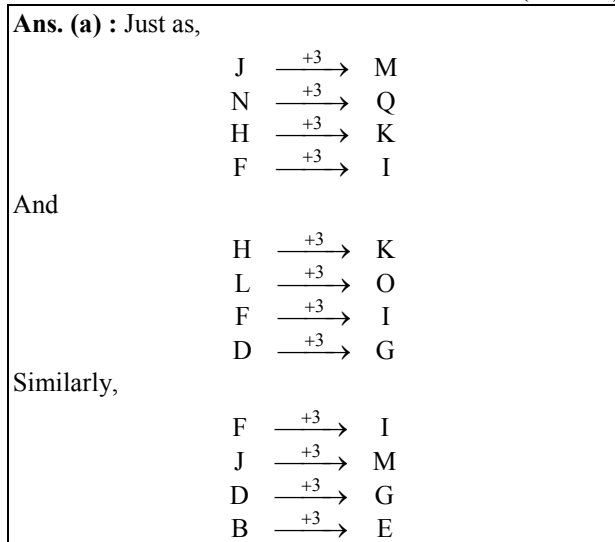 Ans. (a) : Just as,
J +3 → M
N +3 → Q
H +3 → K
F +3 → I
And
H +3 → K
L +3 → O
F +3 → I
D +3 → G
Similarly,
F +3 → I
J +3 → M
D +3 → G
B +3 → E